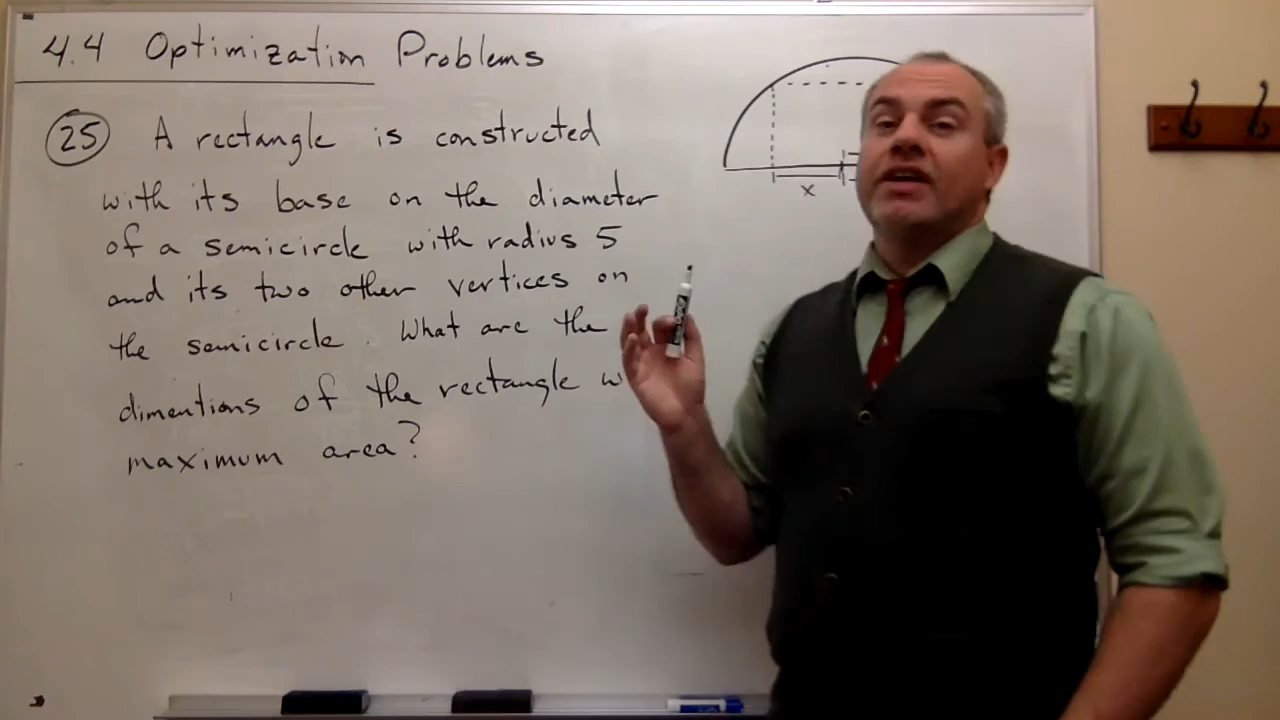 4.4 Optimization Problems
25 A rectangle is constructed
with its base on the diameter
of a semicircle with radius 5
and its two other vertices on
the semicircle. What are the
dimentions of the rectangle
maximum area?
x